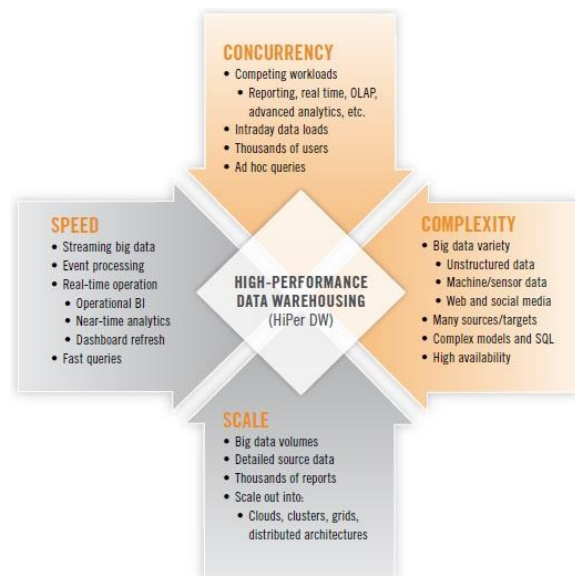 CONCURRENCY
• Competing workloads
• Reporting, real time, OLAP,
advanced analytics, etc.
• Intraday data loads
• Thousands of users
• Ad hoc queries
SPEED
• Streaming big data
• Event processing
• Real-time operation
• Operational BI
• Near-time analytics
• Dashboard refresh
• Fast queries
HIGH-PERFORMANCE
DATA WAREHOUSING
(HiPer DW)
COMPLEXITY
• Big data variety
• Unstructured data
• Machine/sensor data
• Web and social media
• Many sources/targets
• Complex models and SQL
• High availability
SCALE
• Big data volumes
• Detailed source data
• Thousands of reports
• Scale out into:
• Clouds, clusters, grids,
distributed architectures